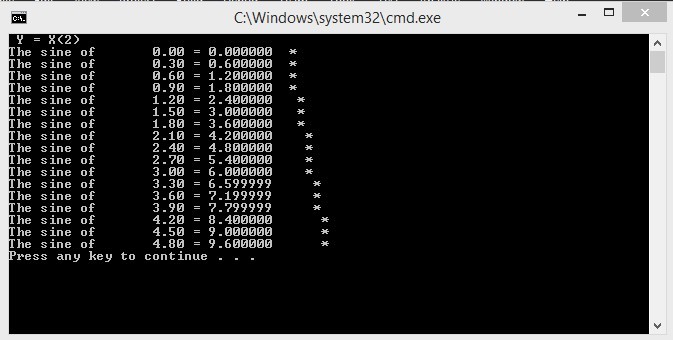 C:\Windows\system32\cmd.exe
Y = X(2)
The sine of 0.00 = 0.000000 *
The sine of 0.30 = 0.600000 *
The sine of 0.60 = 1.200000 *
The sine of 0.90 = 1.800000 *
The sine of 1.20 = 2.400000 *
The sine of 1.50 = 3.000000 *
The sine of 1.80 = 3.600000 *
The sine of 2.10 = 4.200000 *
The sine of 2.40 = 4.800000 *
The sine of 2.70 = 5.400000 *
The sine of 3.00 = 6.000000 *
The sine of 3.30 = 6.599999 *
The sine of 3.60 = 7.199999 *
The sine of 3.90 = 7.799999 *
The sine of 4.20 = 8.400000 *
The sine of 4.50 = 9.000000 *
The sine of 4.80 = 9.600000 *
Press any key to continue . . .